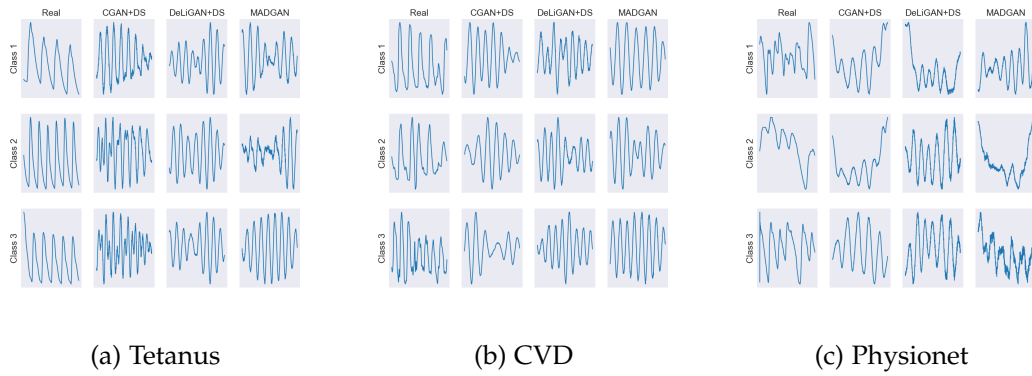 Real CGAN+DS DeLiGAN+DS MADGAN
Class 1
Class 2
Class 3
(a) Tetanus
Real CGAN+DS DeLiGAN+DS MADGAN
Class 1
Class 2
Class 3
(b) CVD
Real CGAN+DS DeLiGAN+DS MADGAN
Class 1
Class 2
Class 3
(c) Physionet